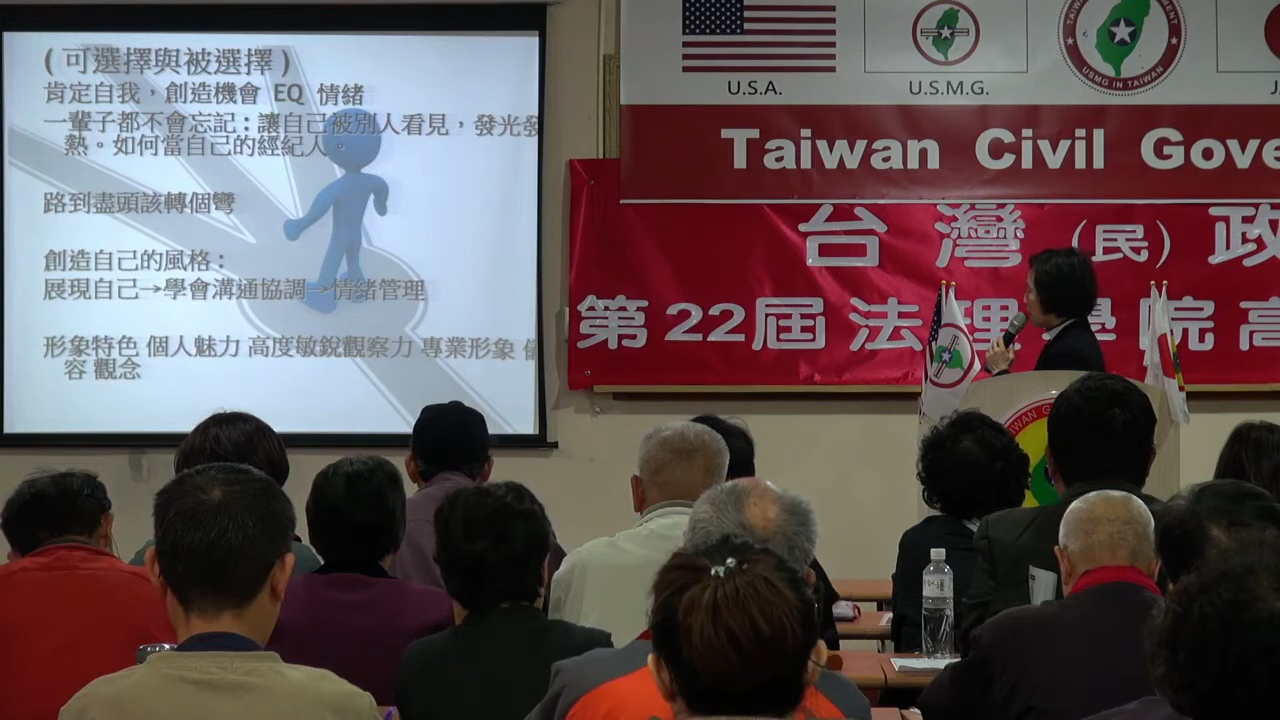 ( 可選擇與被選擇 )
肯定自我，創造機會 EQ 情緒
一輩子都不會忘記 : 讓自己被別人看見，發光發
熱。如何當自己的經紀人。
路到盡頭該轉個彎
創造自己的風格 :
展現自己→學會溝通協調→情緒管理
形象特色 個人魅力 高度敏銳觀察力 專業形象
容 觀念
U.S.A.
U.S.M.G.
USMG IN TAIWAN
Taiwan Civil Gove
台灣（民）政
第22屆法理學院高